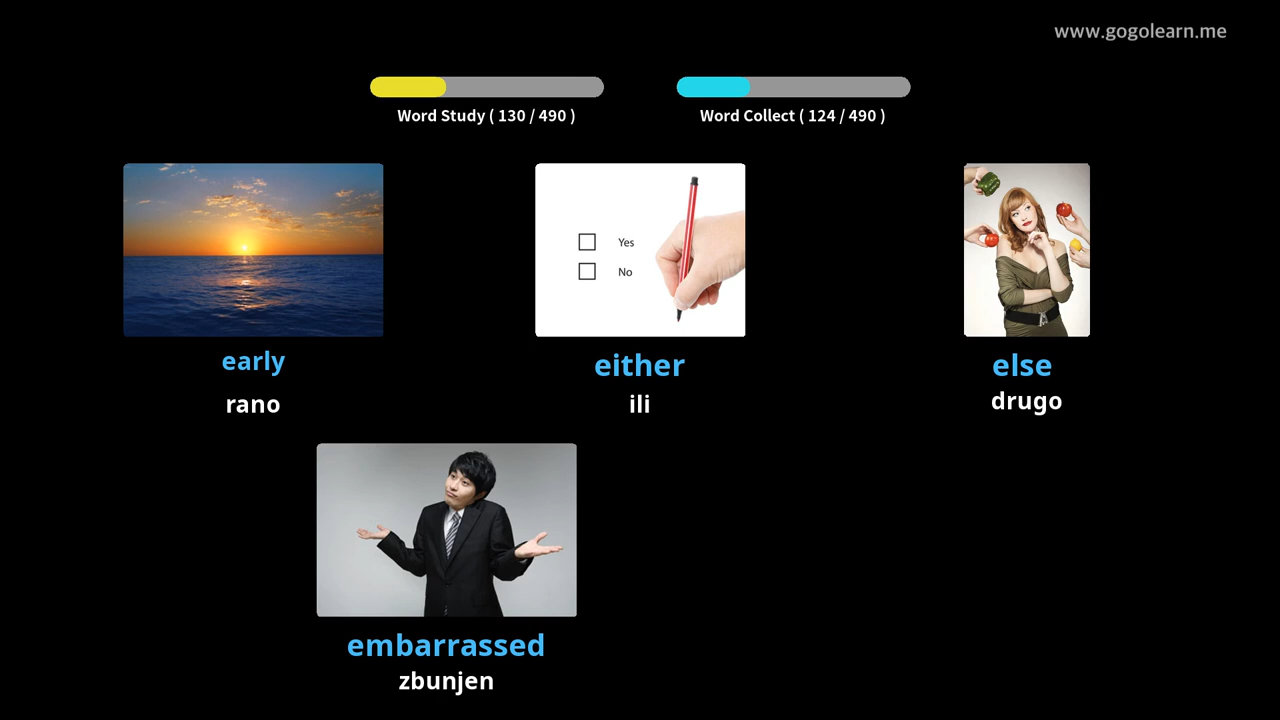 www.gogolearn.me
Word Study ( 130 / 490 )
Word Collect ( 124 / 490 )
Yes
No
early
rano
either
ili
else
drugo
embarrassed
zbunjen